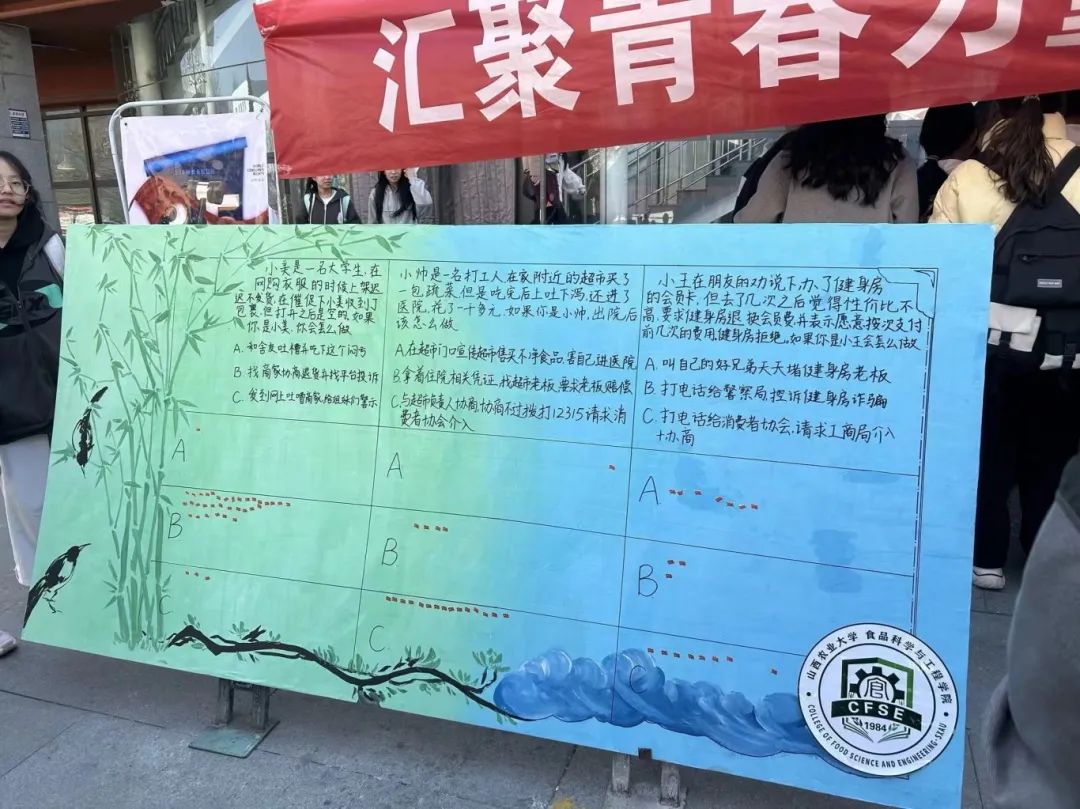 汇聚青春力量
小美是一名大学生,在
网购衣服的时候上架迟
迟不发货,在催促下小美收到了
包裹,但打开之后是空的,如果
你是小美,你会怎么做
A. 和舍友吐槽并吃下这个闷亏
B. 找商家协商退货并找平台投诉
C. 发到网上吐嘈商家,给姐妹们警示
小帅是一名打工人在家附近的超市买了
一包蔬菜,但是吃完后上吐下泻,还进了
医院,花了一千多元,如果你是小帅,出院后
该怎么做
A.在超市门口宣传超市售买不净食品,害自己进医院
B.拿着住院相关凭证,找超市老板,要求老板赔偿
C.与超市负责人协商,协商不过拨打12315请求消
费者协会介入
小王在朋友的劝说下,办了健身房
的会员卡,但去了几次之后觉得性价比不
高,要求健身房退换会员费,并表示愿意按次支付
前几次的费用,健身房拒绝。如果你是小王会怎么做
A. 叫自己的好兄弟天天堵健身房老板
B. 打电话给警察局,控诉健身房诈骗
C. 打电话给消费者协会,请求工商局介入
协商
A
B
C
A
B
C
A
B
C
山西农业大学 食品科学与工程学院
CFSE
1984
COLLEGE OF FOOD SCIENCE AND ENGINEERING-SXAU